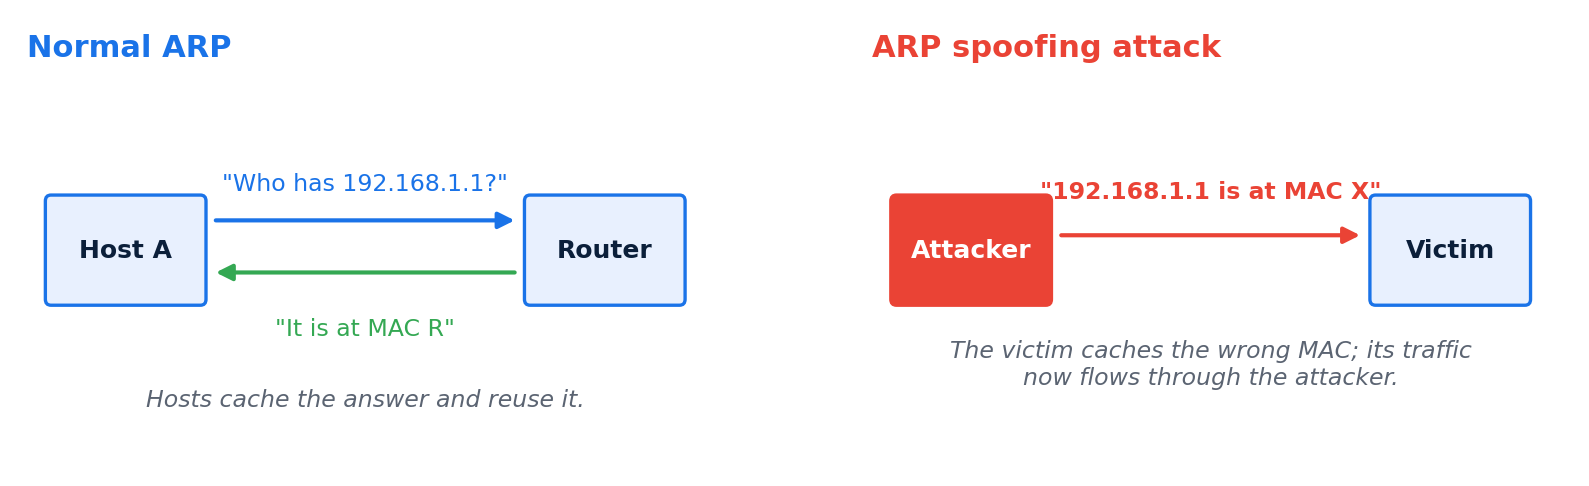 Normal ARP
"Who has 192.168.1.1?"
Host A
Router
"It is at MAC R"
Hosts cache the answer and reuse it.
ARP spoofing attack
"192.168.1.1 is at MAC X"
Attacker
Victim
The victim caches the wrong MAC; its traffic
now flows through the attacker.